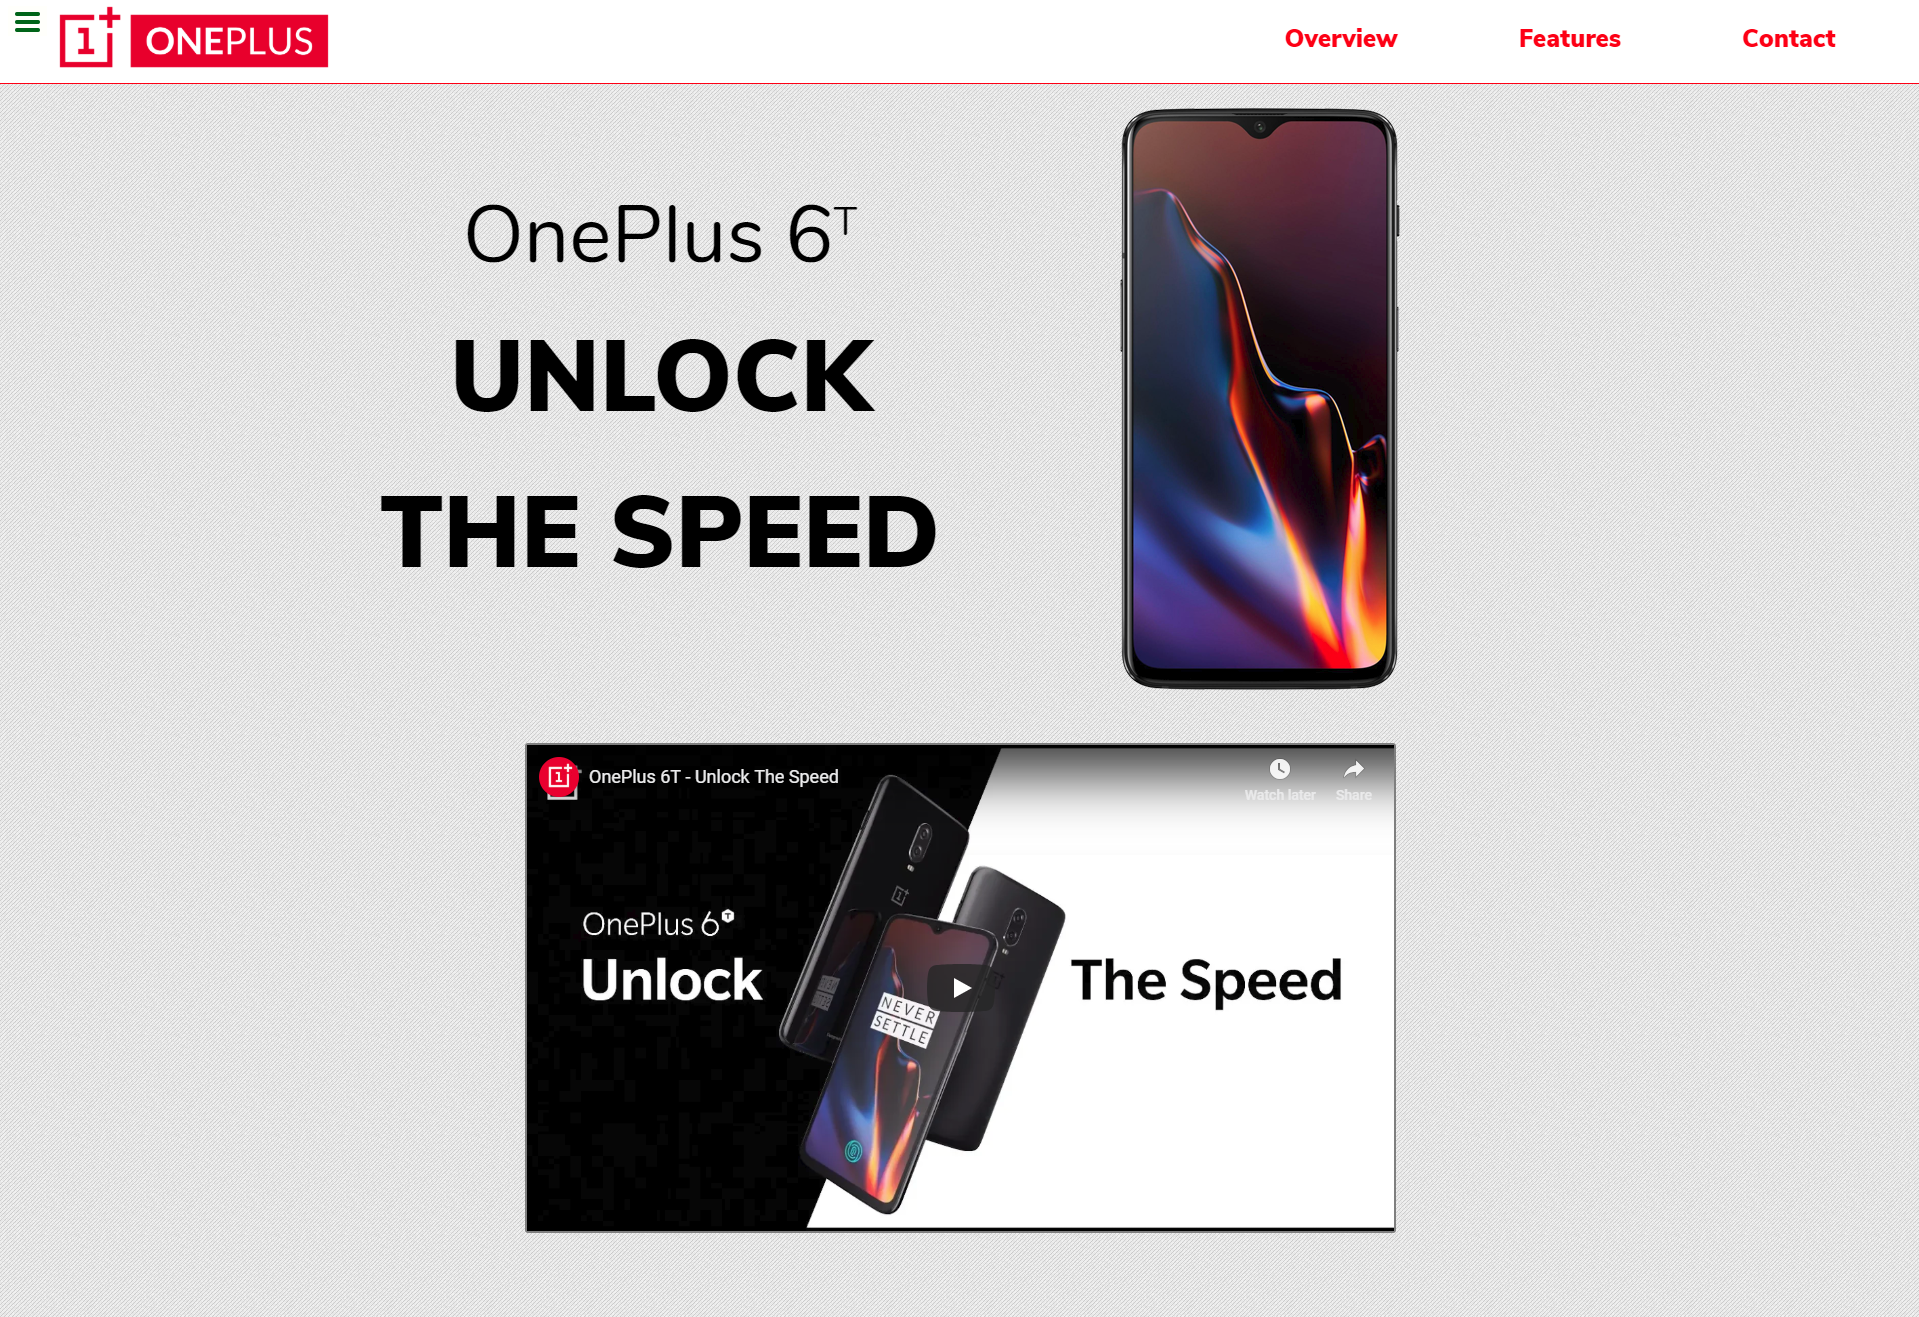 ONEPLUS
Overview
Features
Contact
OnePlus 6T
UNLOCK
THE SPEED
OnePlus 6T - Unlock The Speed
Watch later
Share
OnePlus 6T
Unlock
The Speed
NEVER
SETTLE